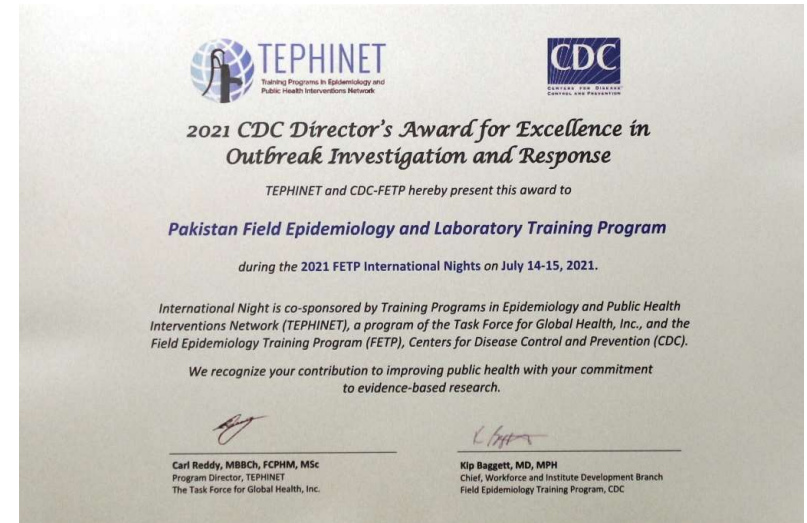 TEPHINET
Training Programs in Epidemiology and
Public Health Interventions Network
CDC
CENTERS FOR DISEASE
CONTROL AND PREVENTION
2021 CDC Director's Award for Excellence in
Outbreak Investigation and Response
TEPHINET and CDC-FETP hereby present this award to
Pakistan Field Epidemiology and Laboratory Training Program
during the 2021 FETP International Nights on July 14-15, 2021.
International Night is co-sponsored by Training Programs in Epidemiology and Public Health
Interventions Network (TEPHINET), a program of the Task Force for Global Health, Inc., and the
Field Epidemiology Training Program (FETP), Centers for Disease Control and Prevention (CDC).
We recognize your contribution to improving public health with your commitment
to evidence-based research.
Carl Reddy, MBBCh, FCPHM, MSc
Program Director, TEPHINET
The Task Force for Global Health, Inc.
Kip Baggett, MD, MPH
Chief, Workforce and Institute Development Branch
Field Epidemiology Training Program, CDC